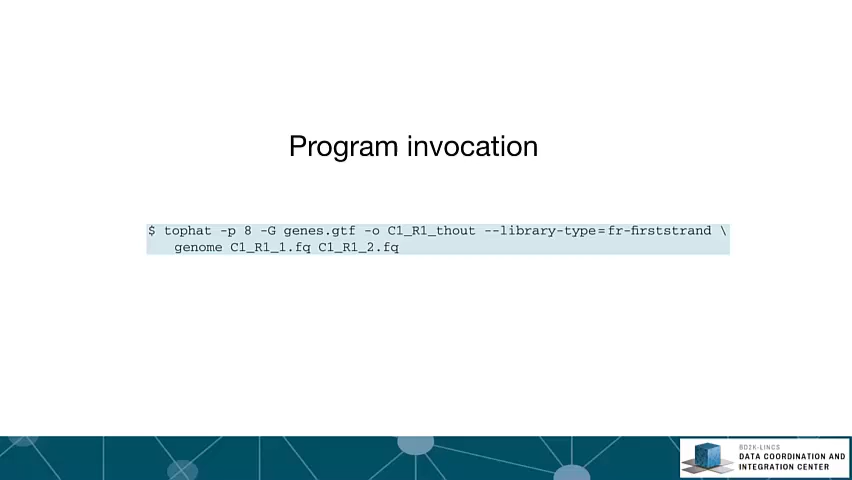 Program invocation
$ tophat -p 8 -G genes.gtf -o C1_R1_thout --library-type=fr-firststrand \
genome C1_R1_1.fq C1_R1_2.fq
BD2K-LINCS
DATA COORDINATION AND
INTEGRATION CENTER